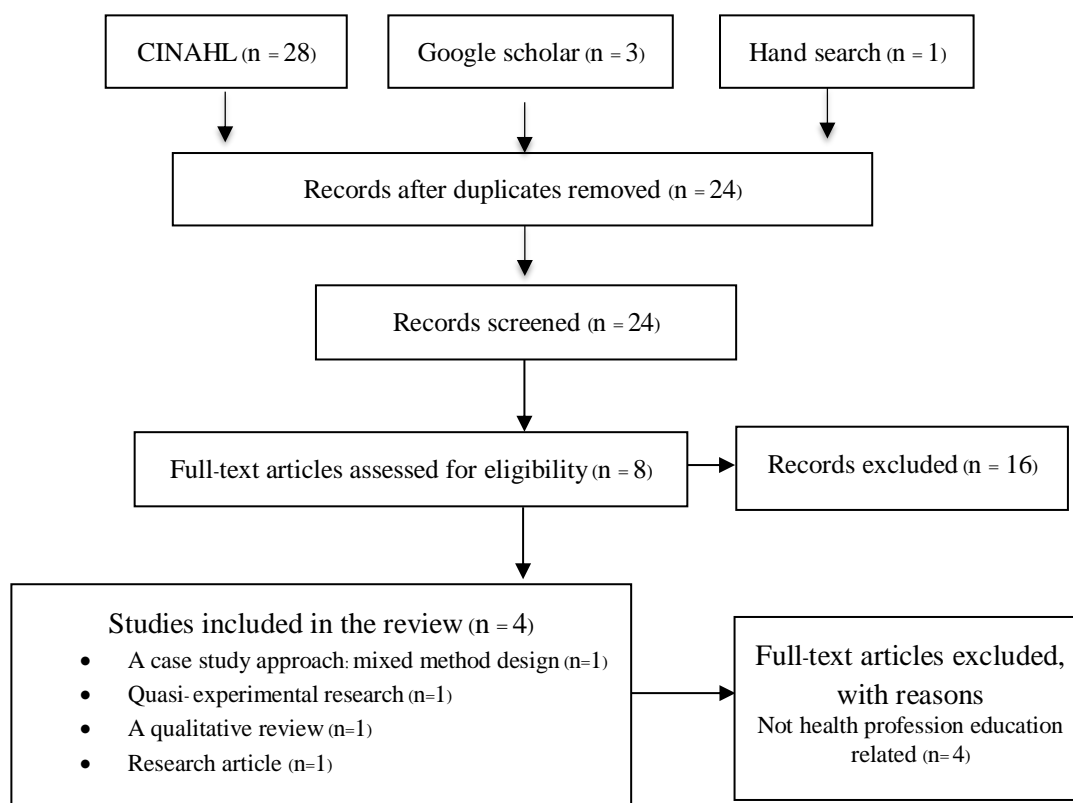 CINAHL (n = 28)
Google scholar (n = 3)
Hand search (n = 1)
Records after duplicates removed (n = 24)
Records screened (n = 24)
Full-text articles assessed for eligibility (n = 8)
Records excluded (n = 16)
Studies included in the review (n = 4)
• A case study approach: mixed method design (n=1)
• Quasi-experimental research (n=1)
• A qualitative review (n=1)
• Research article (n=1)
Full-text articles excluded,
with reasons
Not health profession education
related (n=4)